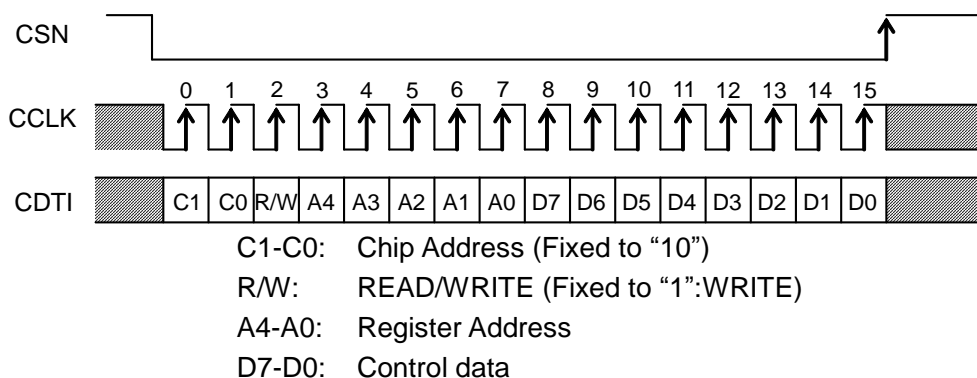 CSN
0 1 2 3 4 5 6 7 8 9 10 11 12 13 14 15
CCLK
CDTI C1 C0 R/W A4 A3 A2 A1 A0 D7 D6 D5 D4 D3 D2 D1 D0
C1-C0: Chip Address (Fixed to “10”)
R/W: READ/WRITE (Fixed to “1”:WRITE)
A4-A0: Register Address
D7-D0: Control data